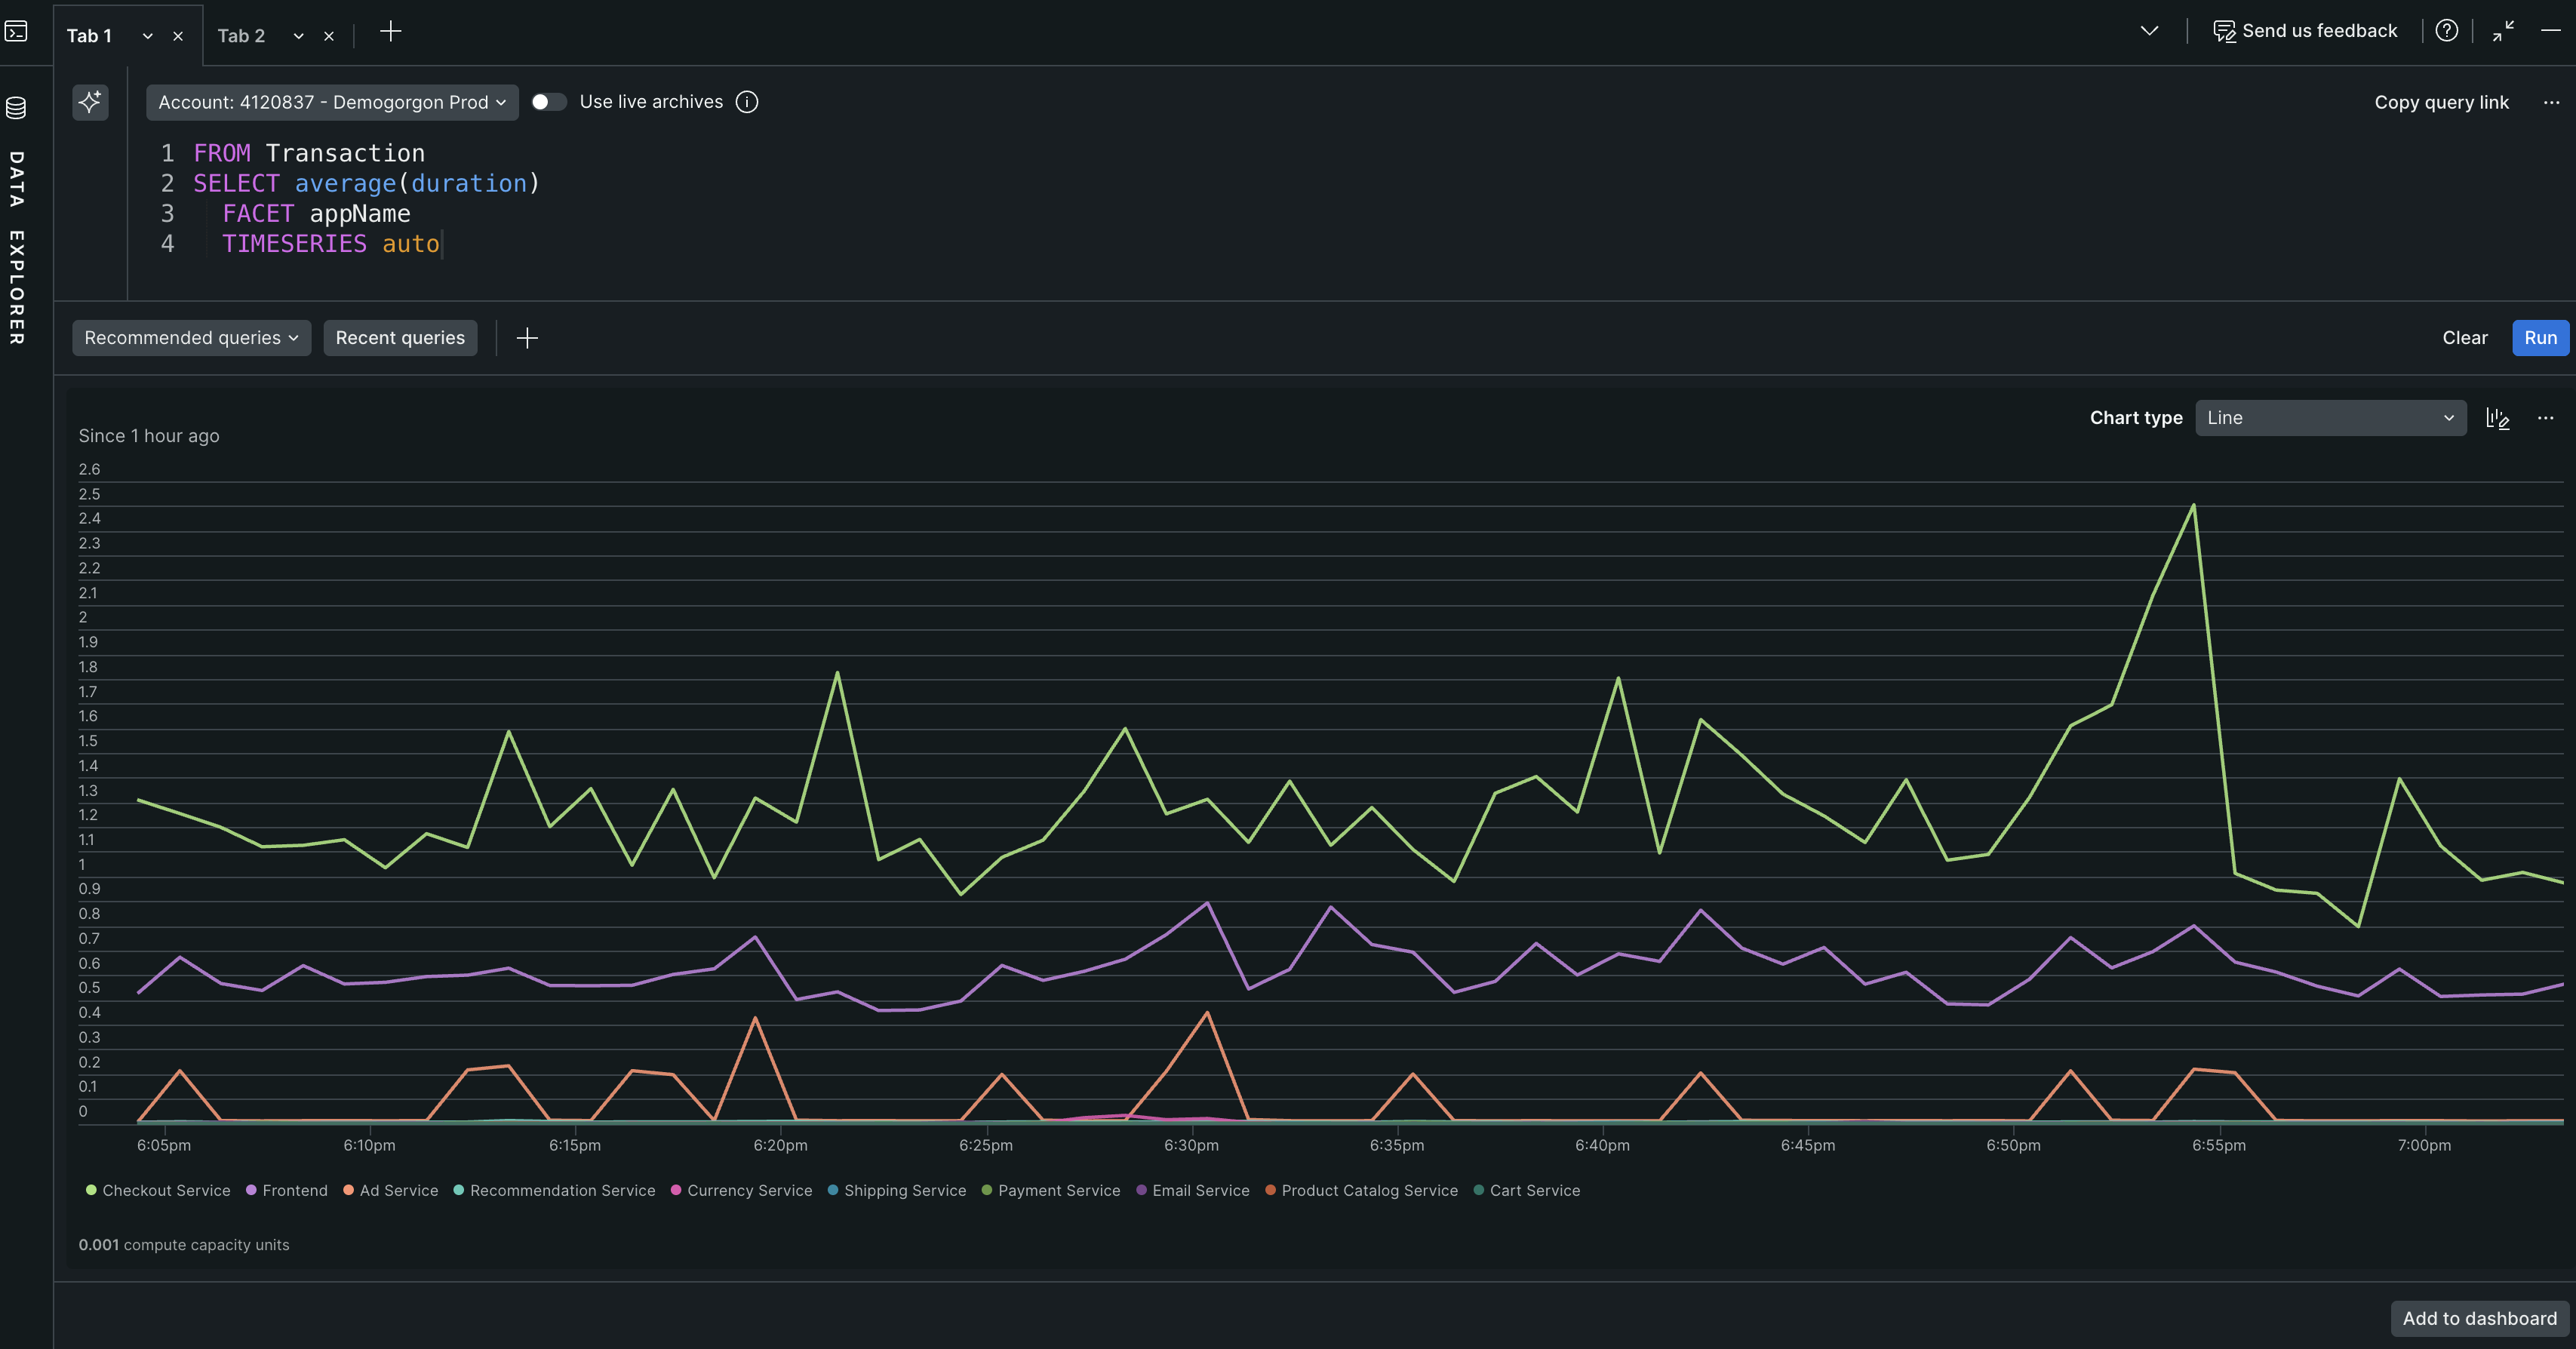 Tab 1
Tab 2
Send us feedback
DATA EXPLORER
Account: 4120837 - Demogorgon Prod
Use live archives
Copy query link
1 FROM Transaction
2 SELECT average(duration)
3 FACET appName
4 TIMESERIES auto
Recommended queries
Recent queries
Clear
Run
Chart type
Line
Since 1 hour ago
2.6
2.5
2.4
2.3
2.2
2.1
2
1.9
1.8
1.7
1.6
1.5
1.4
1.3
1.2
1.1
1
0.9
0.8
0.7
0.6
0.5
0.4
0.3
0.2
0.1
0
6:05pm 6:10pm 6:15pm 6:20pm 6:25pm 6:30pm 6:35pm 6:40pm 6:45pm 6:50pm 6:55pm 7:00pm
Checkout Service Frontend Ad Service Recommendation Service Currency Service Shipping Service Payment Service Email Service Product Catalog Service Cart Service
0.001 compute capacity units
Add to dashboard